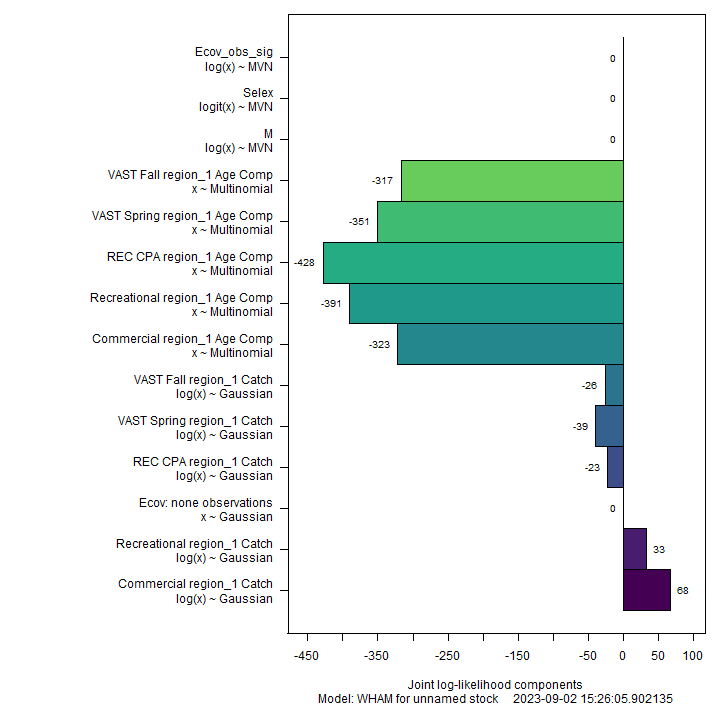 Ecov_obs_sig
log(x) ~ MVN
0
Selex
logit(x) ~ MVN
0
M
log(x) ~ MVN
0
VAST Fall region_1 Age Comp
x ~ Multinomial
-317
VAST Spring region_1 Age Comp
x ~ Multinomial
-351
REC CPA region_1 Age Comp
x ~ Multinomial
-428
Recreational region_1 Age Comp
x ~ Multinomial
-391
Commercial region_1 Age Comp
x ~ Multinomial
-323
VAST Fall region_1 Catch
log(x) ~ Gaussian
-26
VAST Spring region_1 Catch
log(x) ~ Gaussian
-39
REC CPA region_1 Catch
log(x) ~ Gaussian
-23
Ecov: none observations
x ~ Gaussian
0
Recreational region_1 Catch
log(x) ~ Gaussian
33
Commercial region_1 Catch
log(x) ~ Gaussian
68
-450 -350 -250 -150 -50 0 50 100
Joint log-likelihood components
Model: WHAM for unnamed stock 2023-09-02 15:26:05.902135